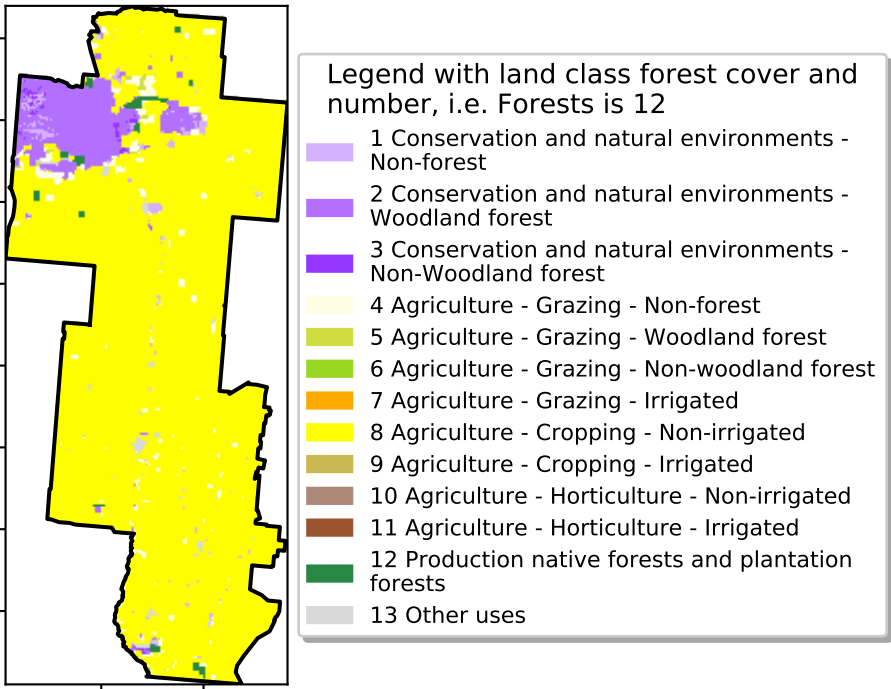 Legend with land class forest cover and
number, i.e. Forests is 12
1 Conservation and natural environments -
Non-forest
2 Conservation and natural environments -
Woodland forest
3 Conservation and natural environments -
Non-Woodland forest
4 Agriculture - Grazing - Non-forest
5 Agriculture - Grazing - Woodland forest
6 Agriculture - Grazing - Non-woodland forest
7 Agriculture - Grazing - Irrigated
8 Agriculture - Cropping - Non-irrigated
9 Agriculture - Cropping - Irrigated
10 Agriculture - Horticulture - Non-irrigated
11 Agriculture - Horticulture - Irrigated
12 Production native forests and plantation
forests
13 Other uses